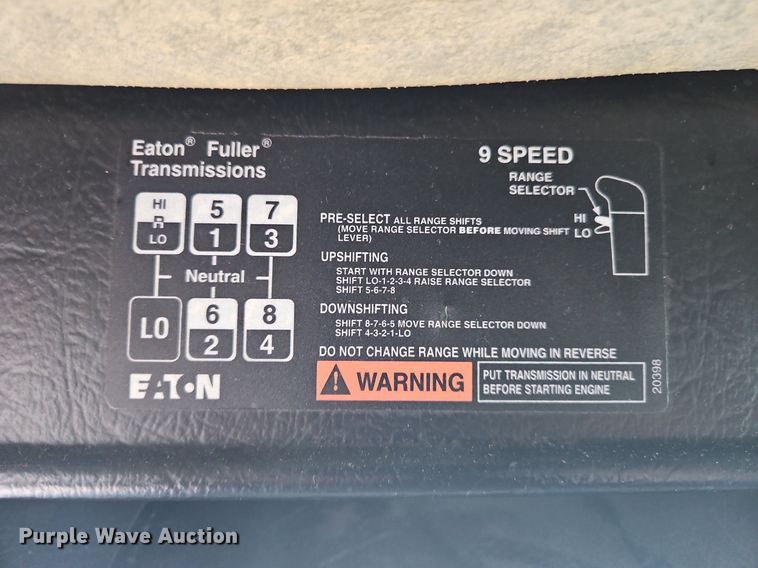 Eaton® Fuller®
Transmissions
9 SPEED
RANGE
SELECTOR
HI
R
LO
5
1
7
3
Neutral
LO
6
2
8
4
HI
LO
PRE-SELECT ALL RANGE SHIFTS
(MOVE RANGE SELECTOR BEFORE MOVING SHIFT
LEVER)
UPSHIFTING
START WITH RANGE SELECTOR DOWN
SHIFT LO-1-2-3-4 RAISE RANGE SELECTOR
SHIFT 5-6-7-8
DOWNSHIFTING
SHIFT 8-7-6-5 MOVE RANGE SELECTOR DOWN
SHIFT 4-3-2-1-LO
DO NOT CHANGE RANGE WHILE MOVING IN REVERSE
EATON
WARNING
PUT TRANSMISSION IN NEUTRAL
BEFORE STARTING ENGINE
20398
Purple Wave Auction